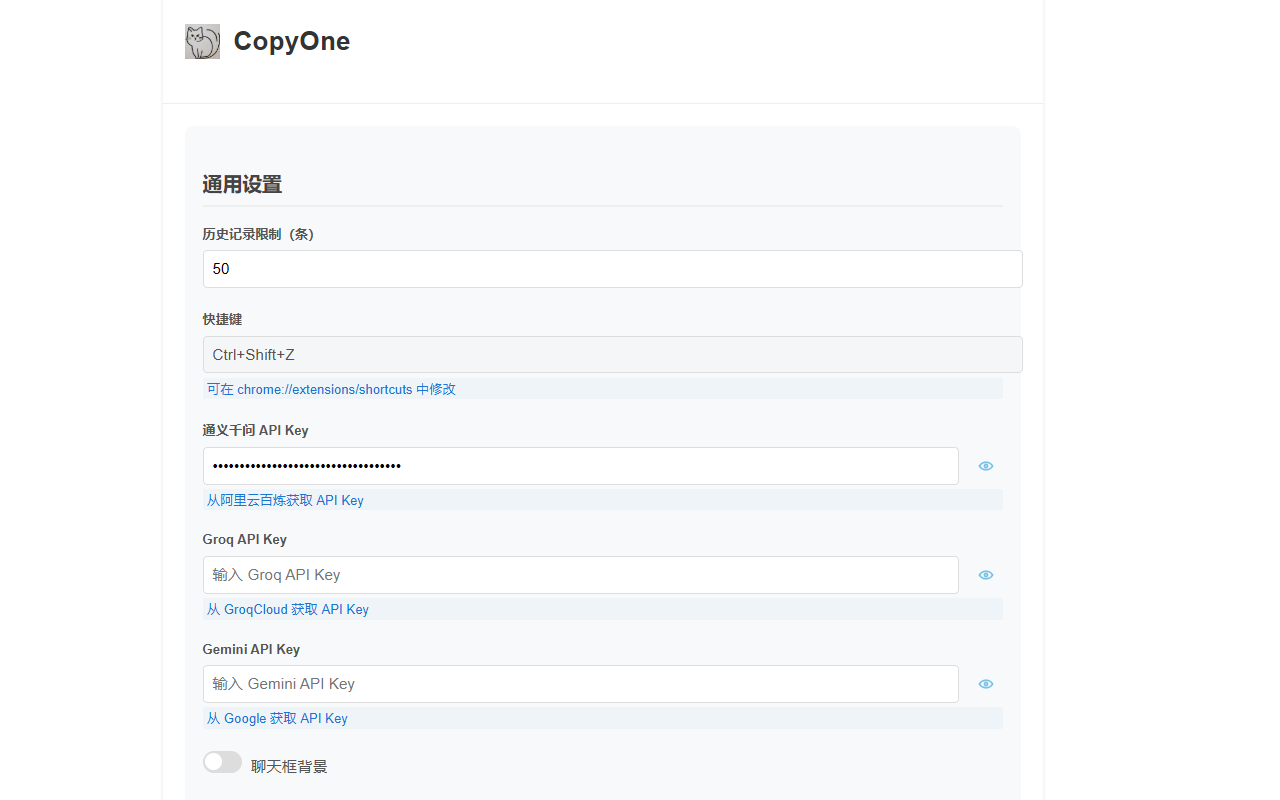 CopyOne
通用设置
历史记录限制（条）
50
快捷键
Ctrl+Shift+Z
可在 chrome://extensions/shortcuts 中修改
通义千问 API Key
•••••••••••••••••••••••••••••••••••
从阿里云百炼获取 API Key
Groq API Key
输入 Groq API Key
从 GroqCloud 获取 API Key
Gemini API Key
输入 Gemini API Key
从 Google 获取 API Key
聊天框背景